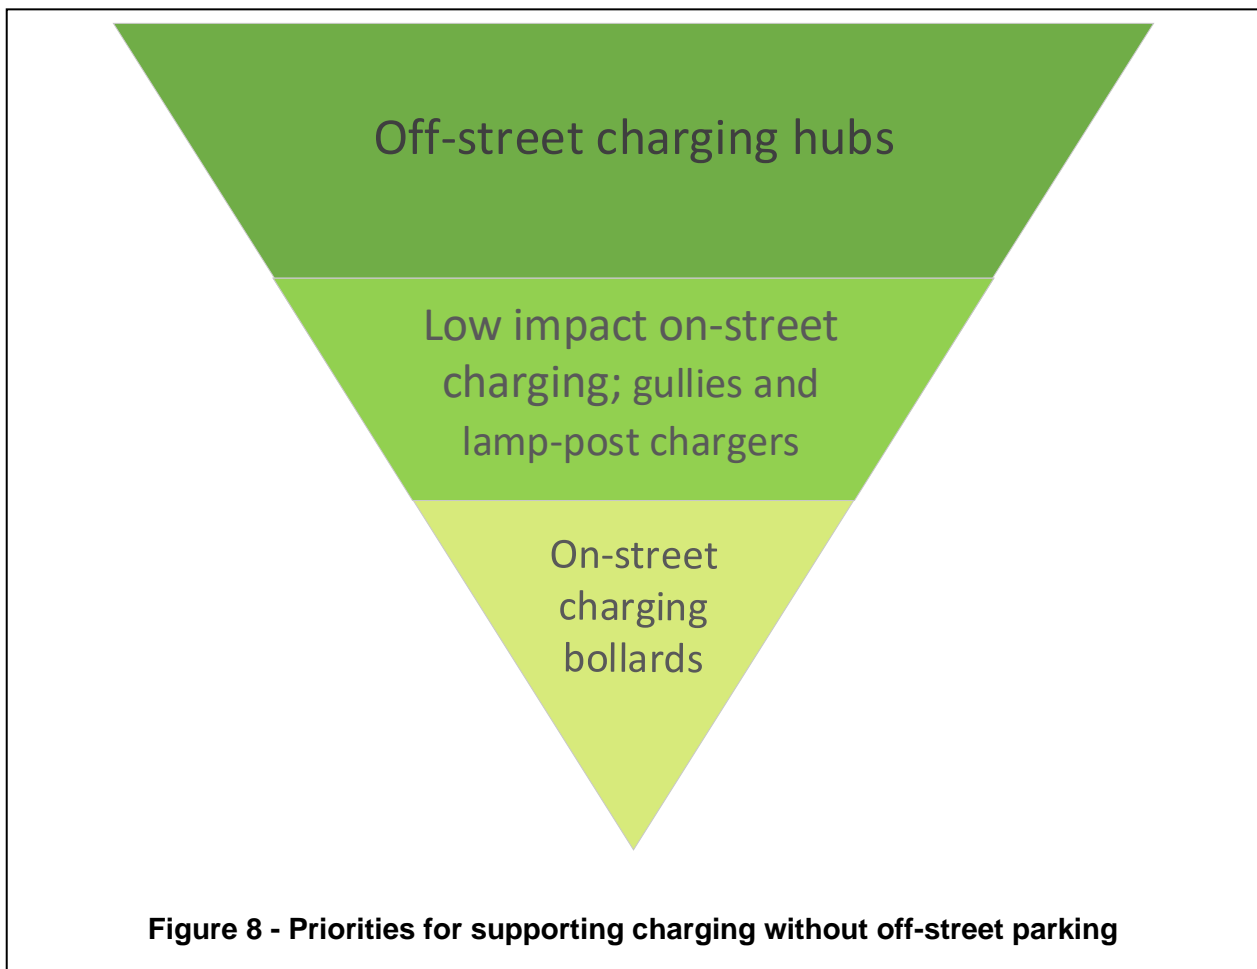 Off-street charging hubs
Low impact on-street
charging; gullies and
lamp-post chargers
On-street
charging
bollards
Figure 8 - Priorities for supporting charging without off-street parking